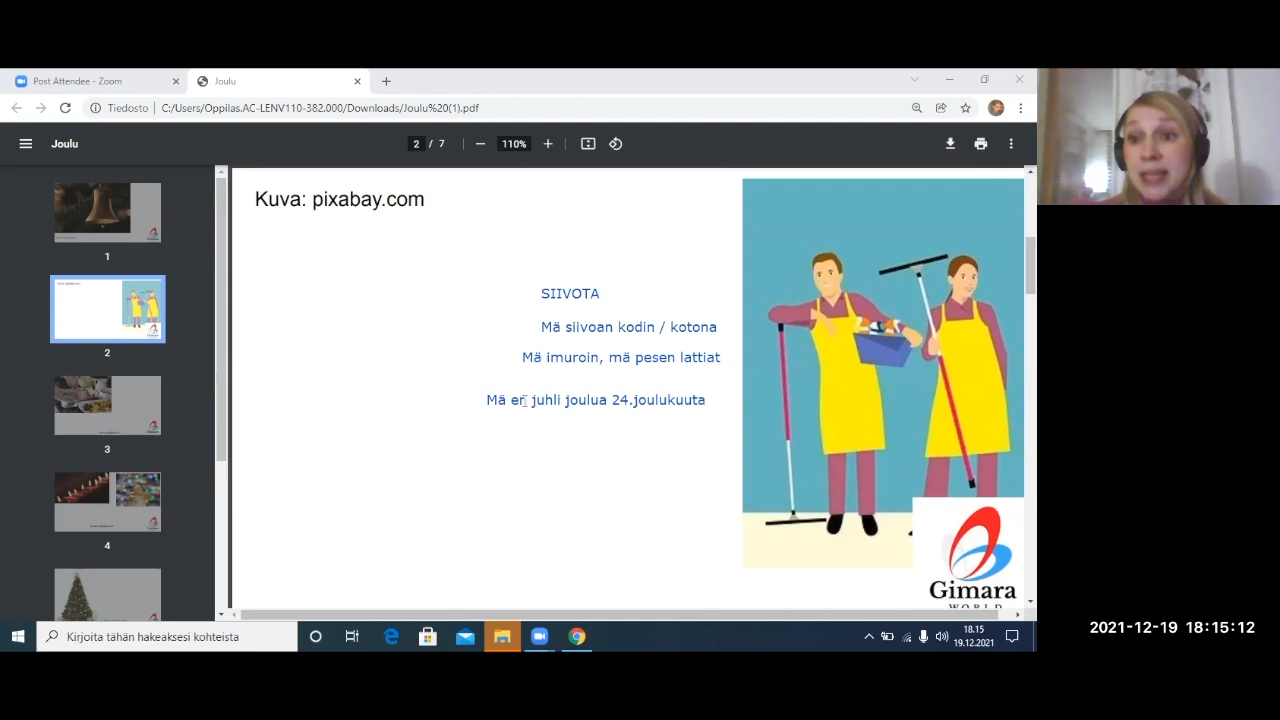 Post Attendee - Zoom
Joulu
Tiedosto
C:/Users/Oppilas.AC-LENV110-382.000/Downloads/Joulu%20(1).pdf
Joulu
2 / 7
110%
1
2
3
4
Kuva: pixabay.com
SIIVOTA
Mä siivoan kodin / kotona
Mä imuroin, mä pesen lattiat
Mä en juhli joulua 24.joulukuuta
Gimara
WORLD
Kirjoita tähän hakeaksesi kohteista
18.15
19.12.2021
2021-12-19 18:15:12